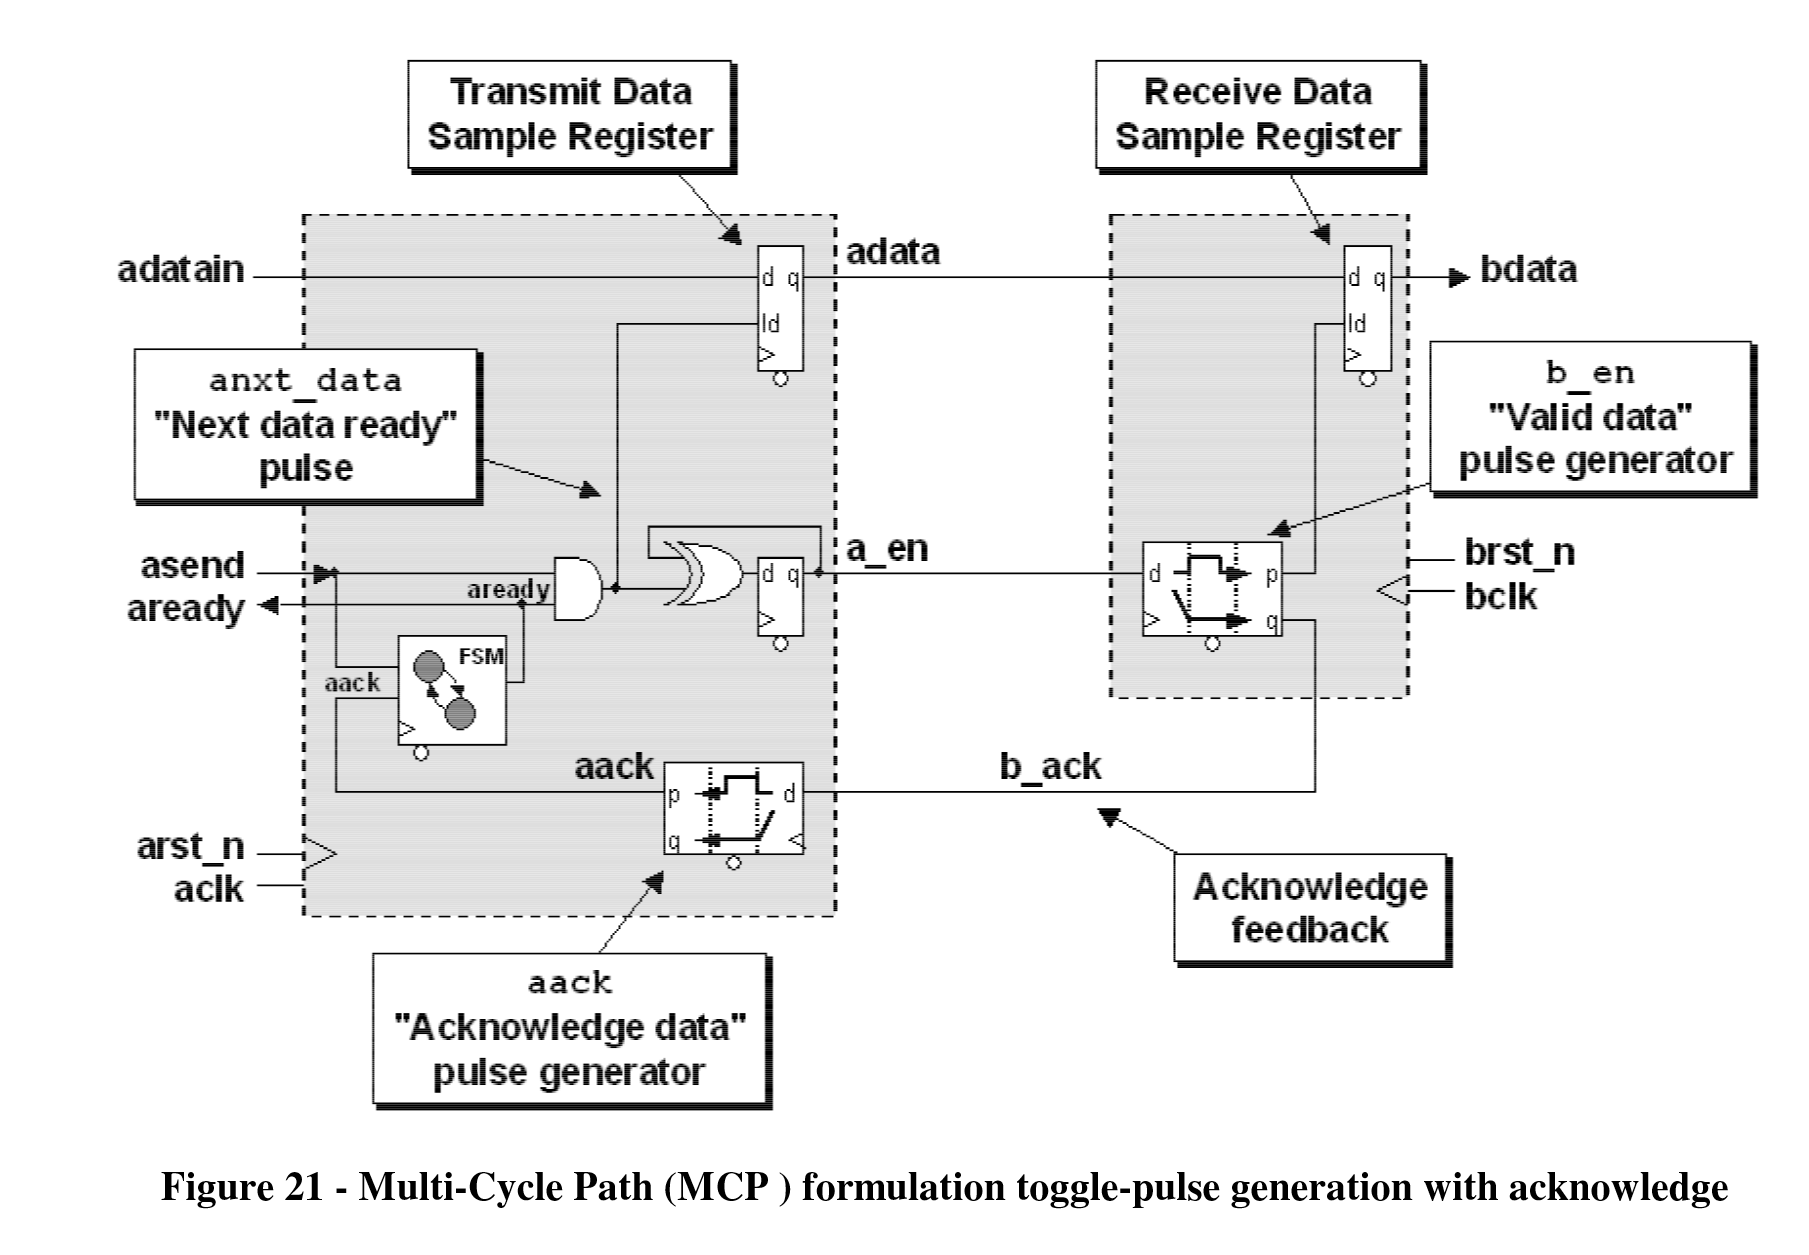 Transmit Data
Sample Register
Receive Data
Sample Register
adatain
d q
adata
d q
bdata
ld
ld
anxt_data
"Next data ready"
pulse
b_en
"Valid data"
pulse generator
asend
aready
aready
d q
a_en
d
p
q
brst_n
bclk
FSM
aack
aack
p
d
q
b_ack
arst_n
aclk
Acknowledge
feedback
aack
"Acknowledge data"
pulse generator
Figure 21 - Multi-Cycle Path (MCP ) formulation toggle-pulse generation with acknowledge